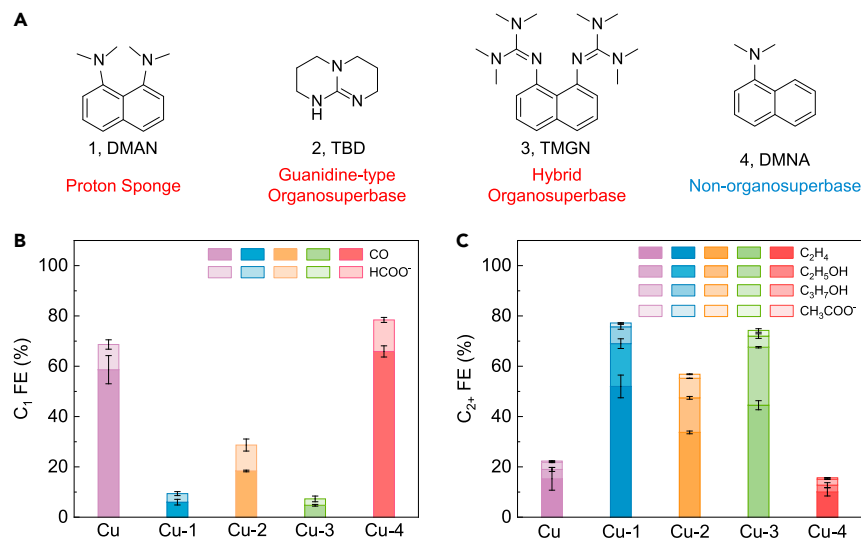 A
N
N
1, DMAN
Proton Sponge
N
N
H
N
2, TBD
Guanidine-type
Organosuperbase
N
N
N
N
N
N
3, TMGN
Hybrid
Organosuperbase
N
4, DMNA
Non-organosuperbase
B
C₁ FE (%)
100
80
60
40
20
0
CO
HCOO⁻
Cu Cu-1 Cu-2 Cu-3 Cu-4
C
C₂₊ FE (%)
100
80
60
40
20
0
C₂H₄
C₂H₅OH
C₃H₇OH
CH₃COO⁻
Cu Cu-1 Cu-2 Cu-3 Cu-4